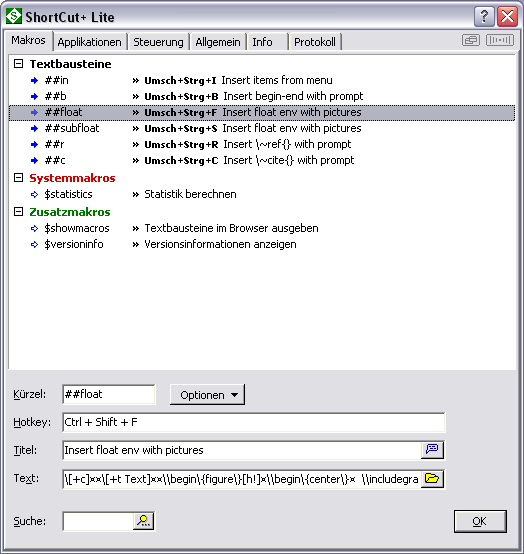 ShortCut+ Lite
Makros Applikationen Steuerung Allgemein Info Protokoll
Textbausteine
##in » Umsch+Strg+I Insert items from menu
##b » Umsch+Strg+B Insert begin-end with prompt
##float » Umsch+Strg+F Insert float env with pictures
##subfloat » Umsch+Strg+S Insert float env with pictures
##r » Umsch+Strg+R Insert \~ref{} with prompt
##c » Umsch+Strg+C Insert \~cite{} with prompt
Systemmakros
$statistics » Statistik berechnen
Zusatzmakros
$showmacros » Textbausteine im Browser ausgeben
$versioninfo » Versionsinformationen anzeigen
Kürzel: ##float Optionen
Hotkey: Ctrl + Shift + F
Titel: Insert float env with pictures
Text: \[+c]××\[+t Text]××\\begin\{figure\}[h!]×\\begin\{center\}× \\includegra
Suche: OK